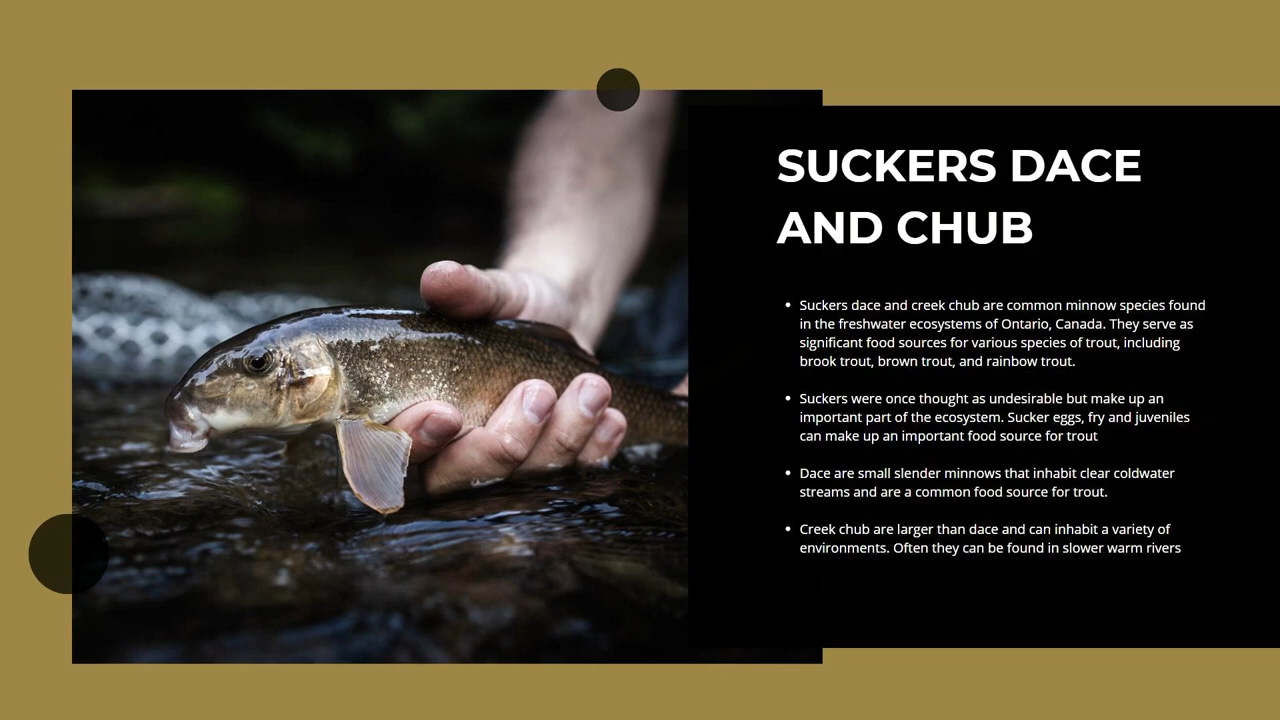 SUCKERS DACE
AND CHUB
• Suckers dace and creek chub are common minnow species found
in the freshwater ecosystems of Ontario, Canada. They serve as
significant food sources for various species of trout, including
brook trout, brown trout, and rainbow trout.
• Suckers were once thought as undesirable but make up an
important part of the ecosystem. Sucker eggs, fry and juveniles
can make up an important food source for trout
• Dace are small slender minnows that inhabit clear coldwater
streams and are a common food source for trout.
• Creek chub are larger than dace and can inhabit a variety of
environments. Often they can be found in slower warm rivers